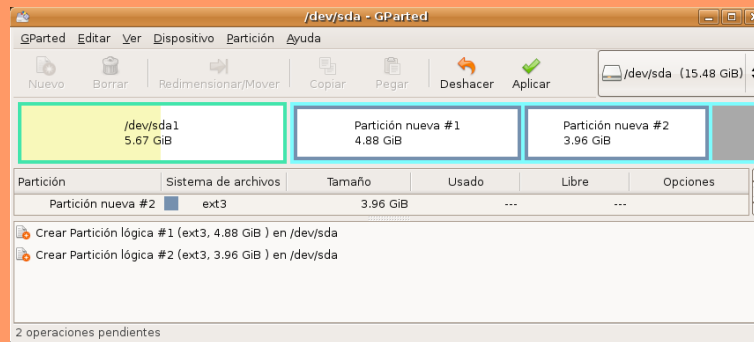 /dev/sda - GParted
GParted Editar Ver Dispositivo Partición Ayuda
Nuevo Borrar Redimensionar/Mover Copiar Pegar Deshacer Aplicar /dev/sda (15.48 GiB)
/dev/sda1 Partición nueva #1 Partición nueva #2
5.67 GiB 4.88 GiB 3.96 GiB
Partición Sistema de archivos Tamaño Usado Libre Opciones
Partición nueva #2 ext3 3.96 GiB --- ---
Crear Partición lógica #1 (ext3, 4.88 GiB ) en /dev/sda
Crear Partición lógica #2 (ext3, 3.96 GiB ) en /dev/sda
2 operaciones pendientes